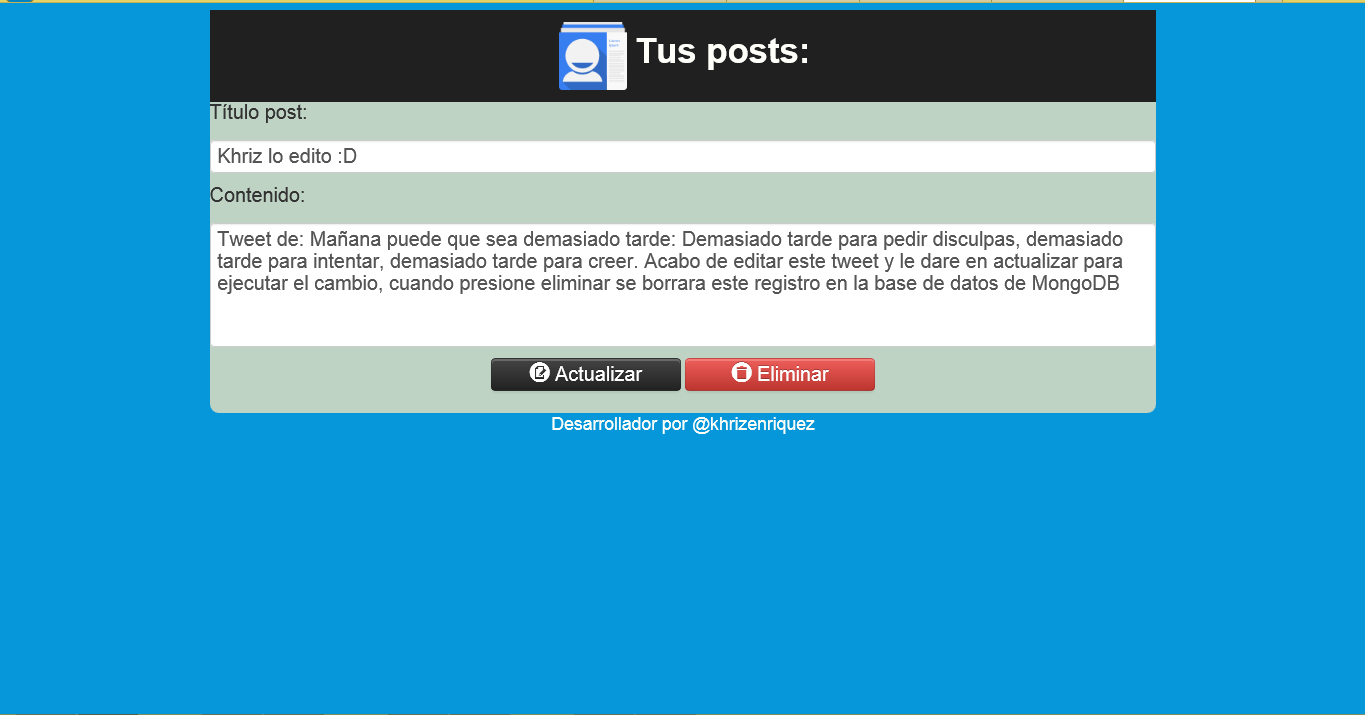 Tus posts:
Título post:
Khriz lo edito :D
Contenido:
Tweet de: Mañana puede que sea demasiado tarde: Demasiado tarde para pedir disculpas, demasiado
tarde para intentar, demasiado tarde para creer. Acabo de editar este tweet y le dare en actualizar para
ejecutar el cambio, cuando presione eliminar se borrara este registro en la base de datos de MongoDB
Actualizar Eliminar
Desarrollador por @khrizenriquez